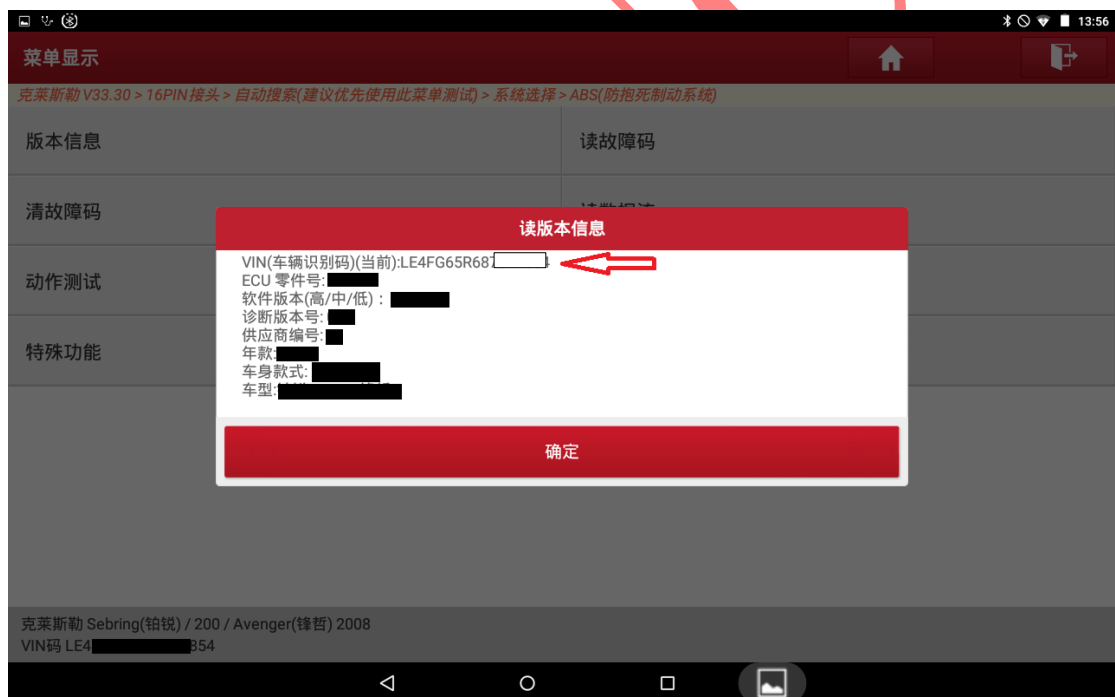 13:56
菜单显示
克莱斯勒 V33.30 > 16PIN接头 > 自动搜索(建议优先使用此菜单测试) > 系统选择 > ABS(防抱死制动系统)
版本信息
读故障码
清故障码
读版本信息
VIN(车辆识别码)(当前):LE4FG65R68
ECU 零件号:
软件版本(高/中/低) :
动作测试
诊断版本号:
供应商编号:
特殊功能
年款:
车身款式:
车型:
确定
克莱斯勒 Sebring(铂锐) / 200 / Avenger(锋哲) 2008
VIN码 LE4 854